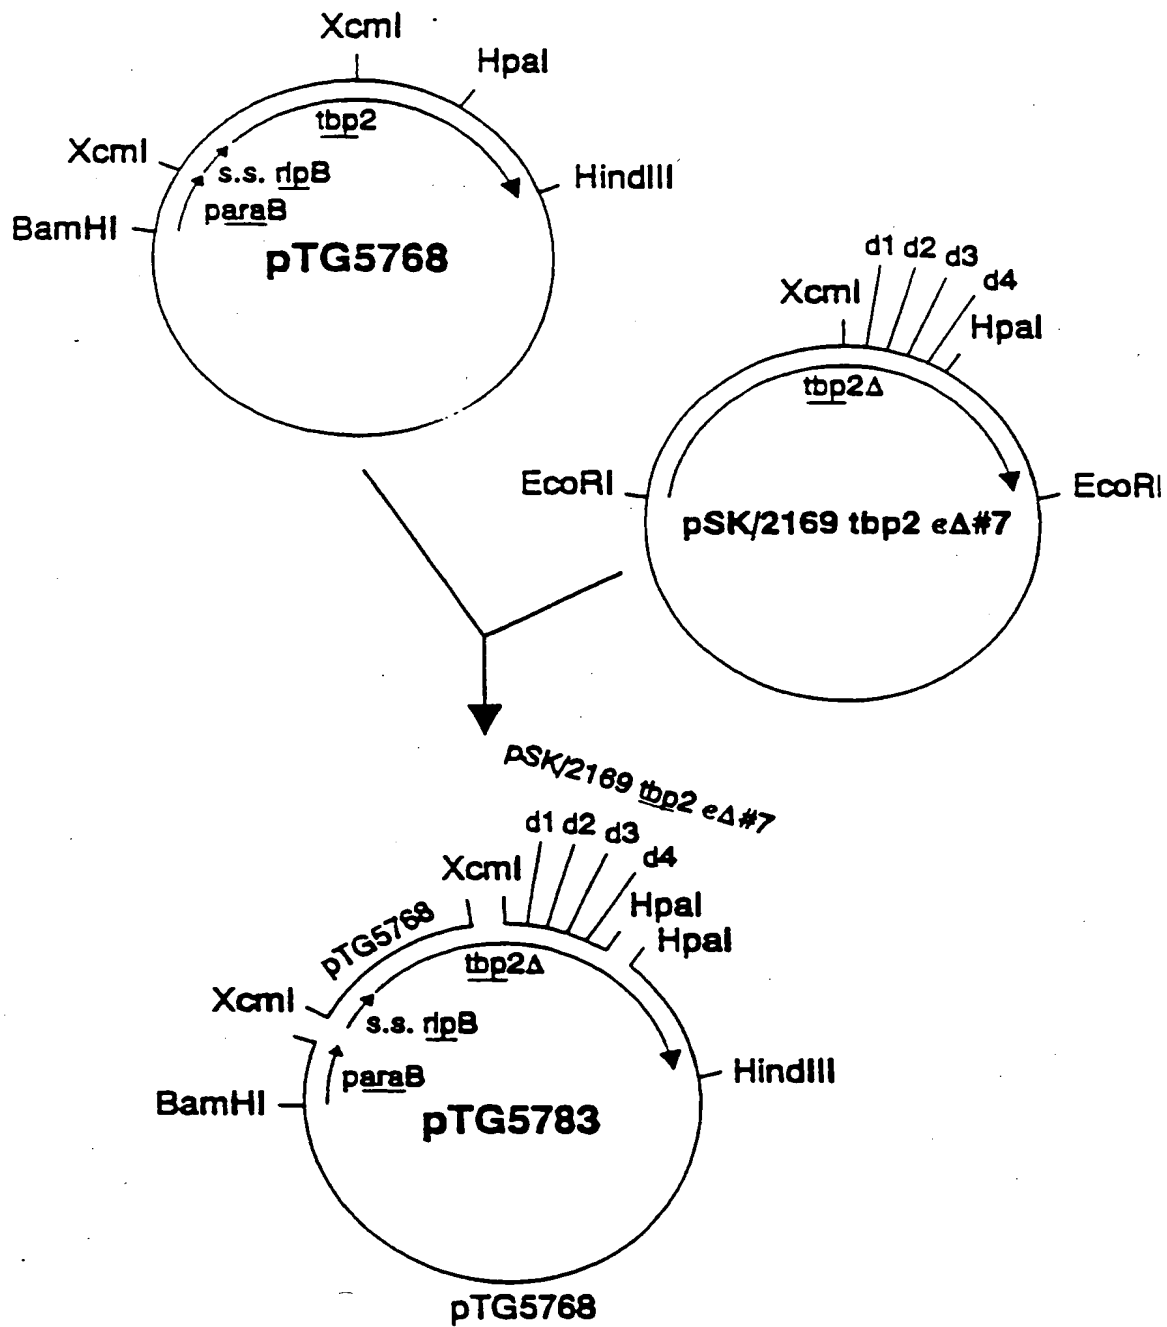 XcmI
HpaI
tbp2
XcmI
s.s. rlpB
HindIII
paraB
BamHI
pTG5768
d1 d2 d3 d4
XcmI
HpaI
tbp2Δ
EcoRI
EcoRI
pSK/2169 tbp2 eΔ#7
pSK/2169 tbp2 eΔ#7
d1 d2 d3 d4
XcmI
HpaI
pTG5768
HpaI
tbp2Δ
XcmI
s.s. rlpB
paraB
HindIII
BamHI
pTG5783
pTG5768